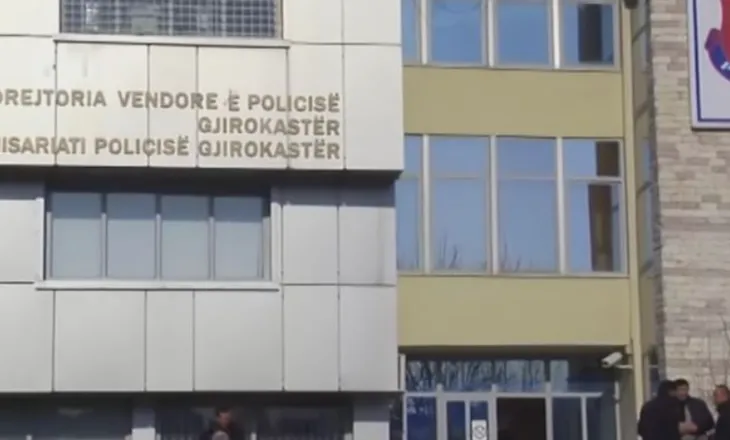 DREJTORIA VENDORE E POLICISË
GJIROKASTËR
ISARIATI POLICISË GJIROKASTËR